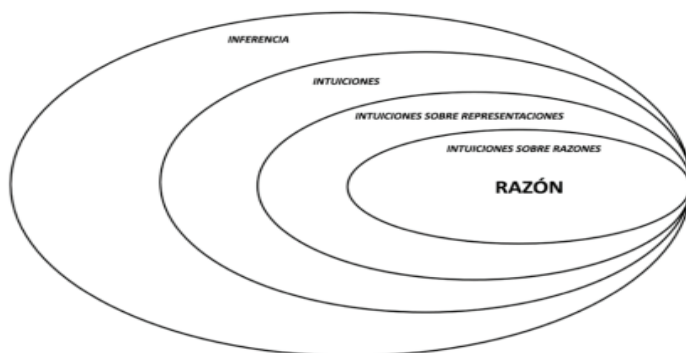 INFERENCIA
INTUICIONES
INTUICIONES SOBRE REPRESENTACIONES
INTUICIONES SOBRE RAZONES
RAZÓN